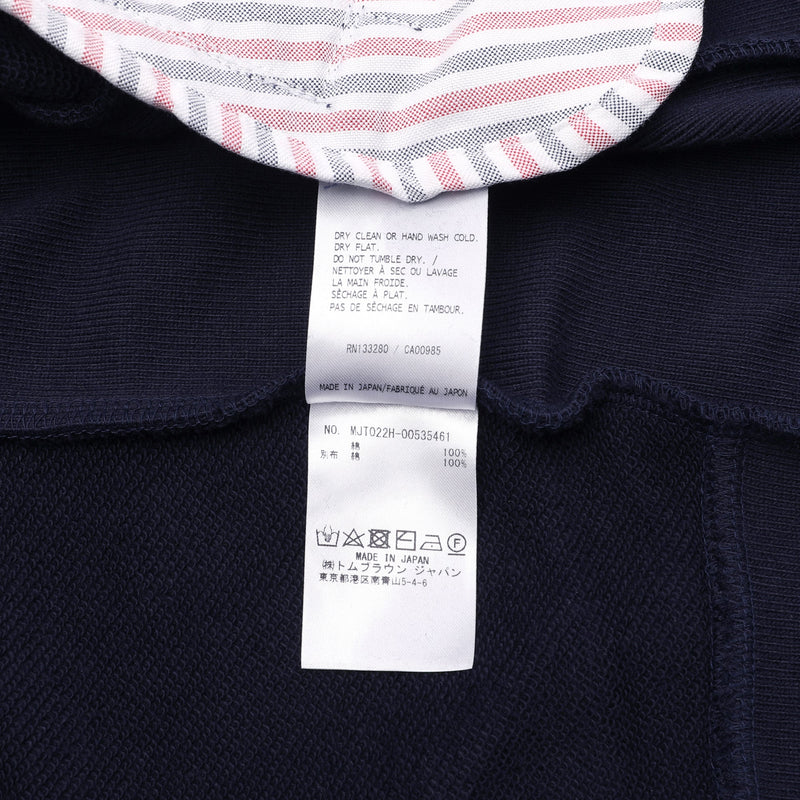 DRY CLEAN OR HAND WASH COLD.
DRY FLAT.
DO NOT TUMBLE DRY. /
NETTOYER À SEC OU LAVAGE
LA MAIN FROIDE.
SÉCHAGE À PLAT.
PAS DE SÉCHAGE EN TAMBOUR.
RN133280 / CA00985
MADE IN JAPAN/FABRIQUÉ AU JAPON
NO. MJT022H-00535461
綿 100%
別布 綿 100%
MADE IN JAPAN
㈱トムブラウン ジャパン
東京都港区南青山5-4-6